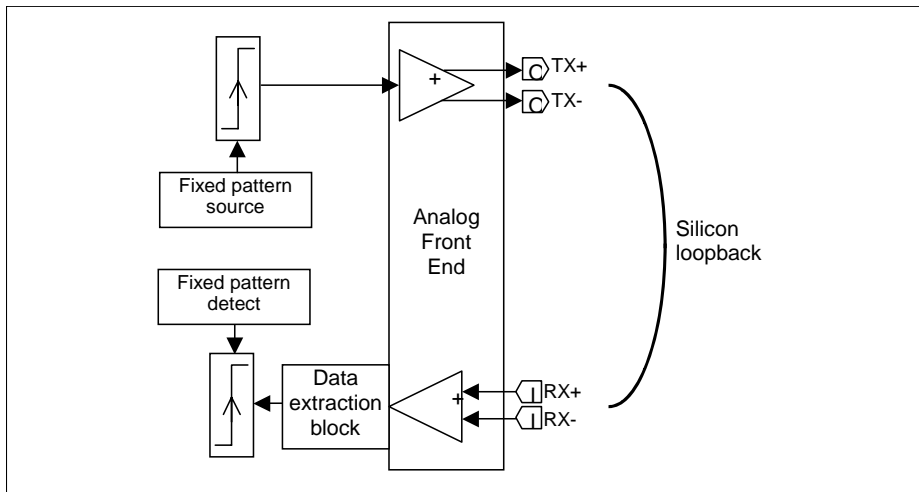 +
C TX+
C TX-
Fixed pattern
source
Analog
Front
End
Silicon
loopback
Fixed pattern
detect
Data
extraction
block
+
I RX+
I RX-